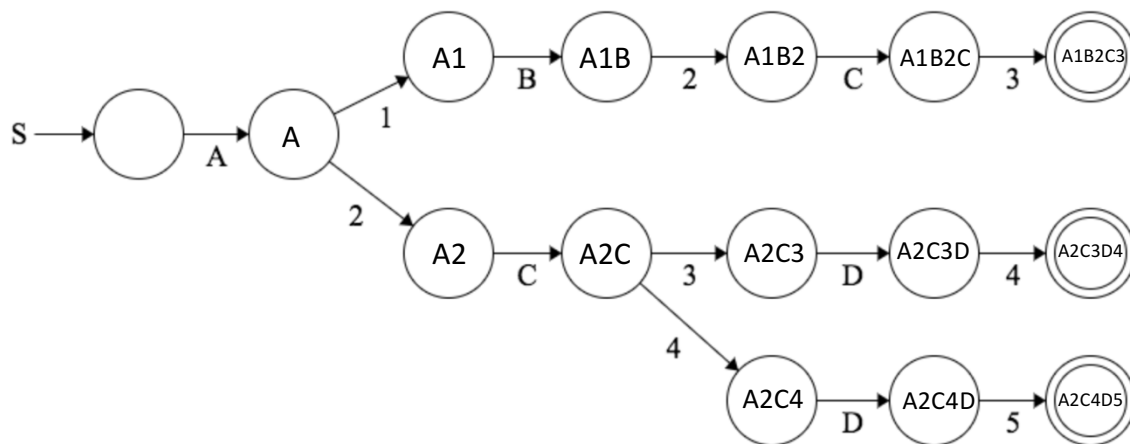 A1 B A1B 2 A1B2 C A1B2C 3 A1B2C3
S A A 1
2
A2 C A2C 3 A2C3 D A2C3D 4 A2C3D4
4
A2C4 D A2C4D 5 A2C4D5